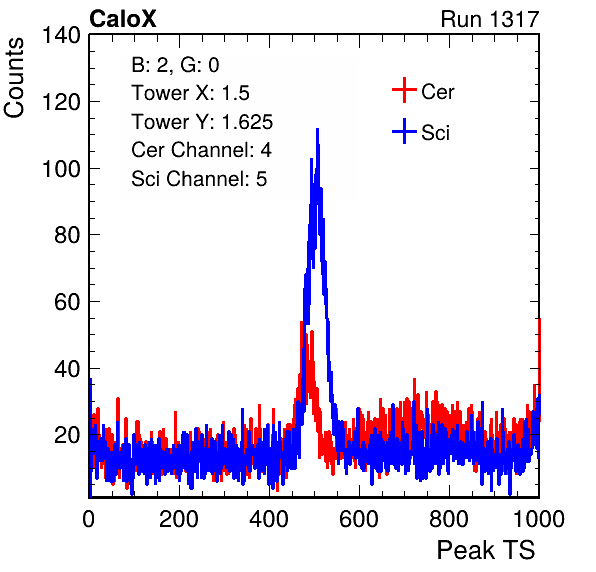 CaloX
Run 1317
Counts
140
120
100
80
60
40
20
B: 2, G: 0
Tower X: 1.5
Tower Y: 1.625
Cer Channel: 4
Sci Channel: 5
Cer
Sci
0 200 400 600 800 1000
Peak TS